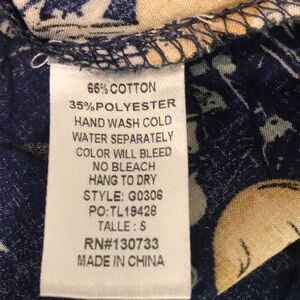 65% COTTON
35%POLYESTER
HAND WASH COLD
WATER SEPARATELY
COLOR WILL BLEED
NO BLEACH
HANG TO DRY
STYLE: G0306
PO:TL19428
TALLE : S
RN#130733
MADE IN CHINA